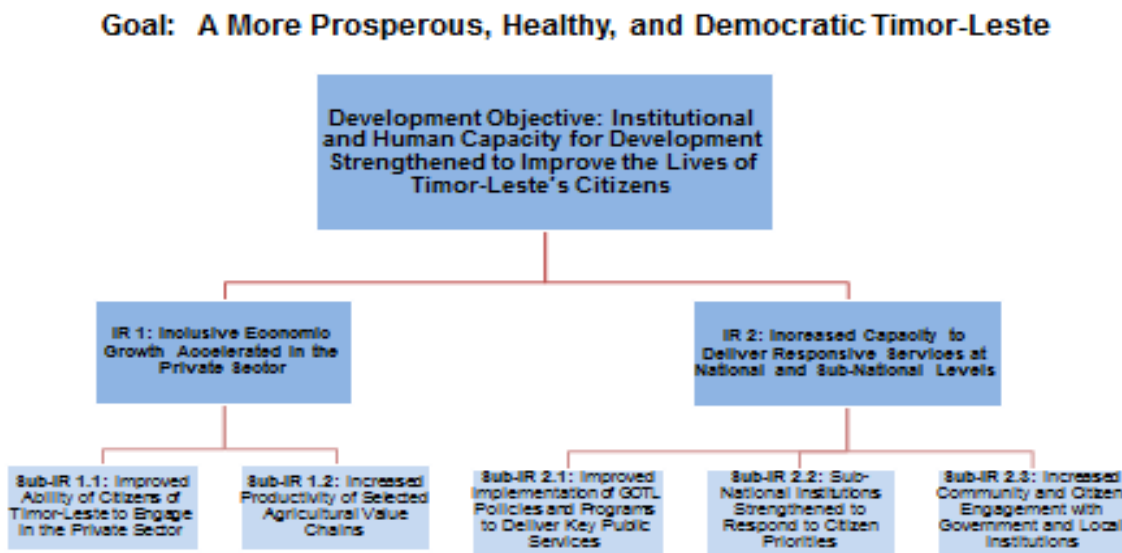 Goal: A More Prosperous, Healthy, and Democratic Timor-Leste
Development Objective: Institutional
and Human Capacity for Development
Strengthened to Improve the Lives of
Timor-Leste's Citizens
IR 1: Inclusive Economic
Growth Accelerated in the
Private Sector
IR 2: Increased Capacity to
Deliver Responsive Services at
National and Sub-National Levels
Sub-IR 1.1: Improved
Ability of Citizens of
Timor-Leste to Engage
in the Private Sector
Sub-IR 1.2: Increased
Productivity of Selected
Agricultural Value
Chains
Sub-IR 2.1: Improved
Implementation of GOTL
Policies and Programs
to Deliver Key Public
Services
Sub-IR 2.2: Sub-
National Institutions
Strengthened to
Respond to Citizen
Priorities
Sub-IR 2.3: Increased
Community and Citizen
Engagement with
Government and Local
Institutions